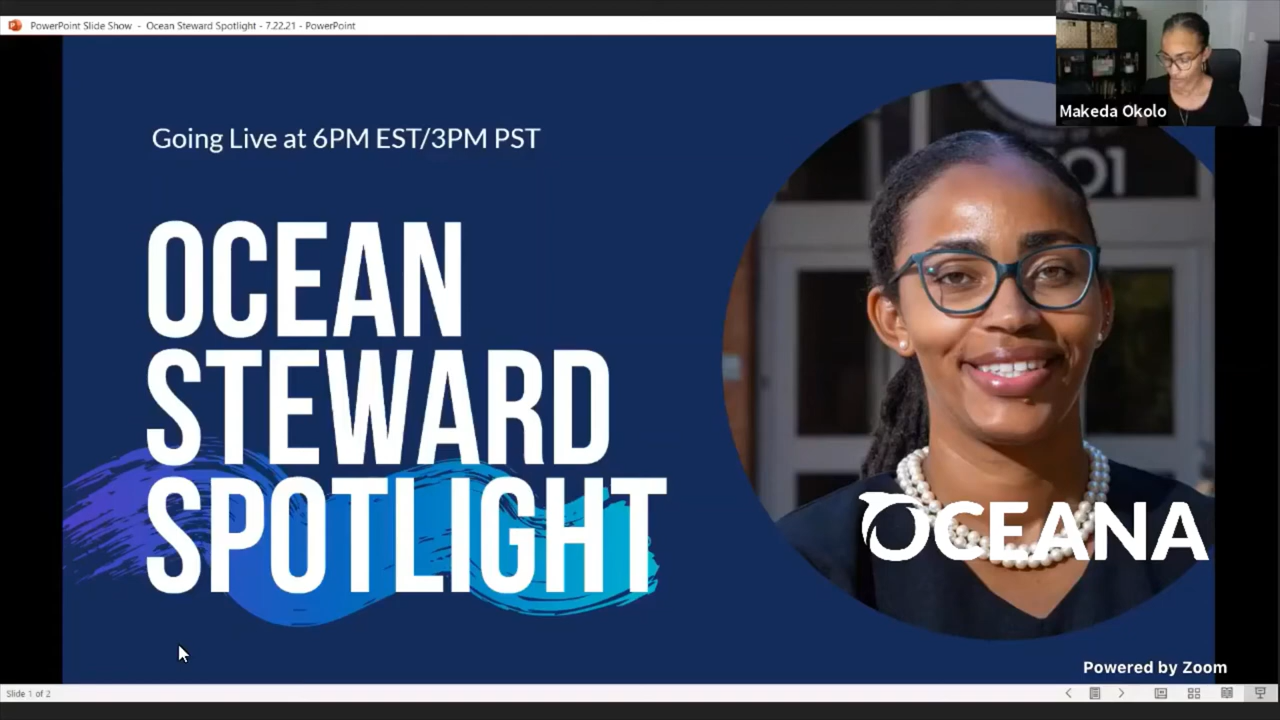 PowerPoint Slide Show - Ocean Steward Spotlight - 7.22.21 - PowerPoint
Makeda Okolo
Going Live at 6PM EST/3PM PST
01
OCEAN
STEWARD
SPOTLIGHT
OCEANA
Powered by Zoom
Slide 1 of 2